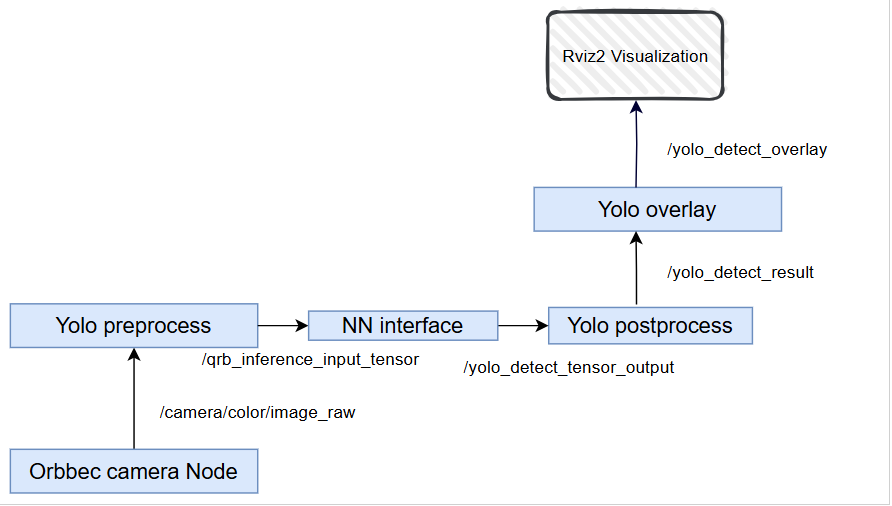 Rviz2 Visualization
/yolo_detect_overlay
Yolo overlay
/yolo_detect_result
Yolo preprocess
NN interface
Yolo postprocess
/qrb_inference_input_tensor
/yolo_detect_tensor_output
/camera/color/image_raw
Orbbec camera Node